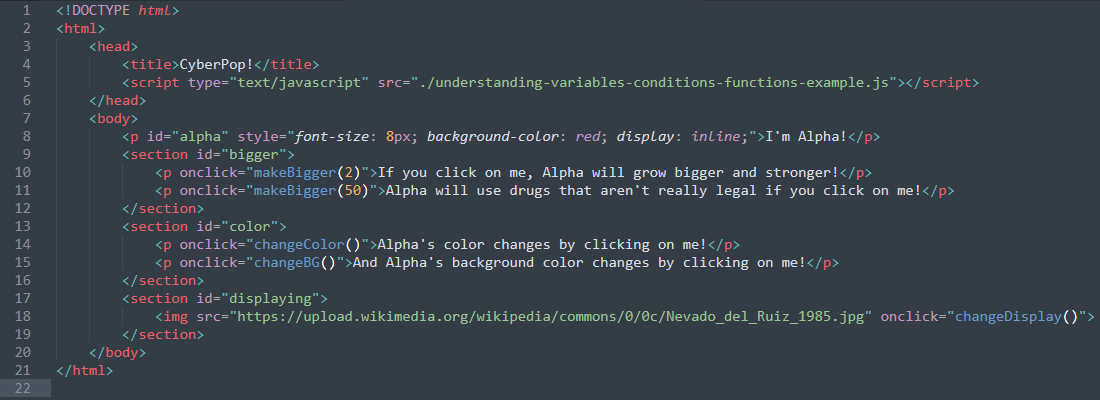 1 <!DOCTYPE html>
2 <html>
3     <head>
4         <title>CyberPop!</title>
5         <script type="text/javascript" src="./understanding-variables-conditions-functions-example.js"></script>
6     </head>
7     <body>
8         <p id="alpha" style="font-size: 8px; background-color: red; display: inline;">I'm Alpha!</p>
9         <section id="bigger">
10             <p onclick="makeBigger(2)">If you click on me, Alpha will grow bigger and stronger!</p>
11             <p onclick="makeBigger(50)">Alpha will use drugs that aren't really legal if you click on me!</p>
12         </section>
13         <section id="color">
14             <p onclick="changeColor()">Alpha's color changes by clicking on me!</p>
15             <p onclick="changeBG()">And Alpha's background color changes by clicking on me!</p>
16         </section>
17         <section id="displaying">
18             <img src="https://upload.wikimedia.org/wikipedia/commons/0/0c/Nevado_del_Ruiz_1985.jpg" onclick="changeDisplay()">
19         </section>
20     </body>
21 </html>
22